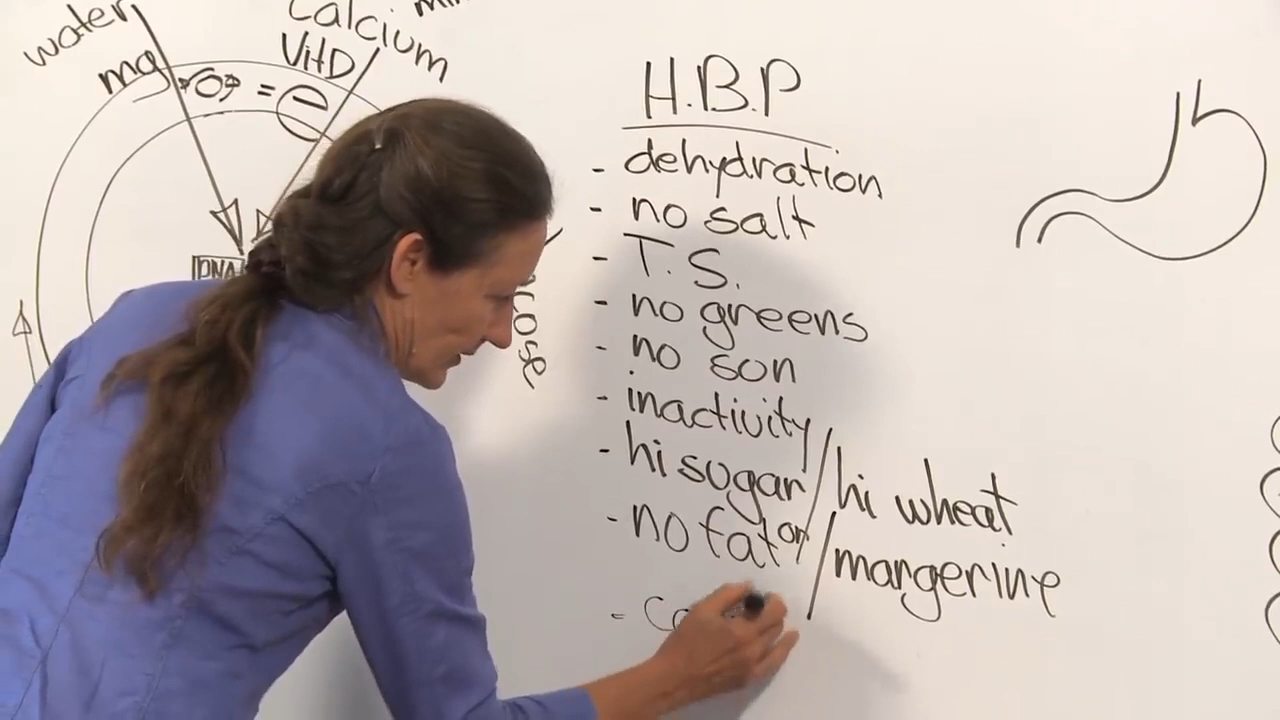 water
calcium
mg
Vit D
= e
DNA
cose
H.B.P
- dehydration
- no salt
- T.S.
- no greens
- no son
- inactivity
- hi sugar / hi wheat
- no fat or / margerine